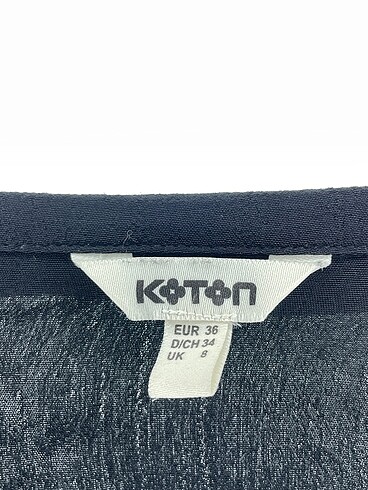 KOTON
EUR 36
D/CH 34
UK 8